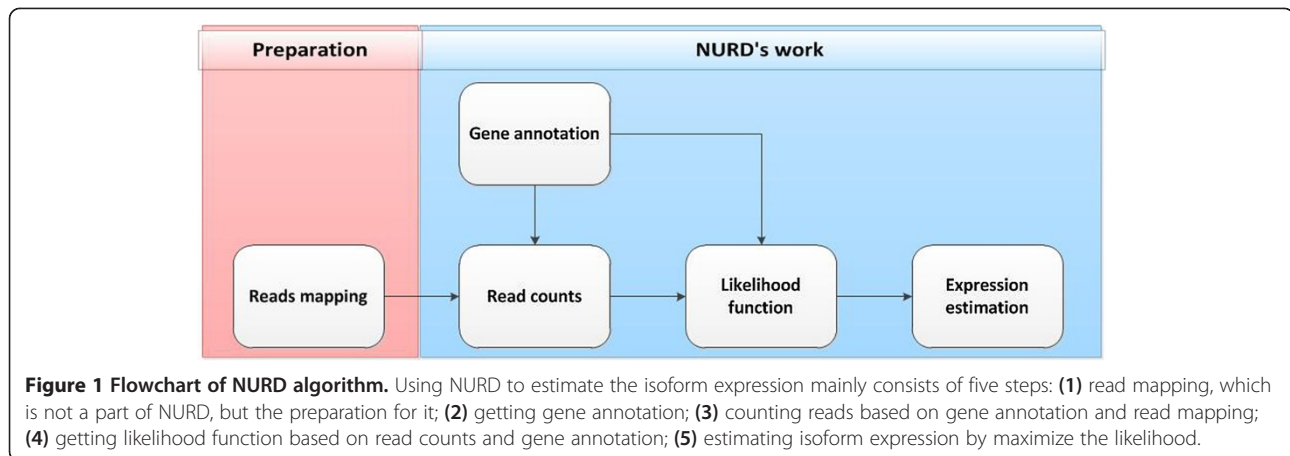 Preparation
NURD's work
Gene annotation
Reads mapping
Read counts
Likelihood
function
Expression
estimation
Figure 1 Flowchart of NURD algorithm. Using NURD to estimate the isoform expression mainly consists of five steps: (1) read mapping, which
is not a part of NURD, but the preparation for it; (2) getting gene annotation; (3) counting reads based on gene annotation and read mapping;
(4) getting likelihood function based on read counts and gene annotation; (5) estimating isoform expression by maximize the likelihood.